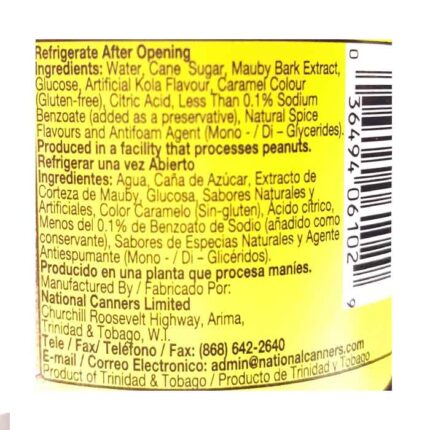 Refrigerate After Opening
Ingredients: Water, Cane Sugar, Mauby Bark Extract,
Glucose, Artificial Kola Flavour, Caramel Colour
(Gluten-free), Citric Acid, Less Than 0.1% Sodium
Benzoate (added as a preservative), Natural Spice
Flavours and Antifoam Agent (Mono - / Di – Glycerides).
Produced in a facility that processes peanuts.
Refrigerar una vez Abierto
Ingredientes: Agua, Caña de Azúcar, Extracto de
Corteza de Mauby, Glucosa, Sabores Naturales y
Artificiales, Color Caramelo (Sin-gluten), Acido cítrico,
Menos del 0.1% de Benzoato de Sodio (añadido como
conservante), Sabores de Especias Naturales y Agente
Antiespumante (Mono - / Di – Glicéridos).
Producido en una planta que procesa maníes.
Manufactured By / Fabricado Por:
National Canners Limited
Churchill Roosevelt Highway, Arima,
Trinidad & Tobago, W.I.
Tele / Fax/ Teléfono / Fax: (868) 642-2640
E-mail / Correo Electronico: admin@nationalcanners.com
Product of Trinidad & Tobago / Producto de Trinidad y Tobago
0 36494 06102 9